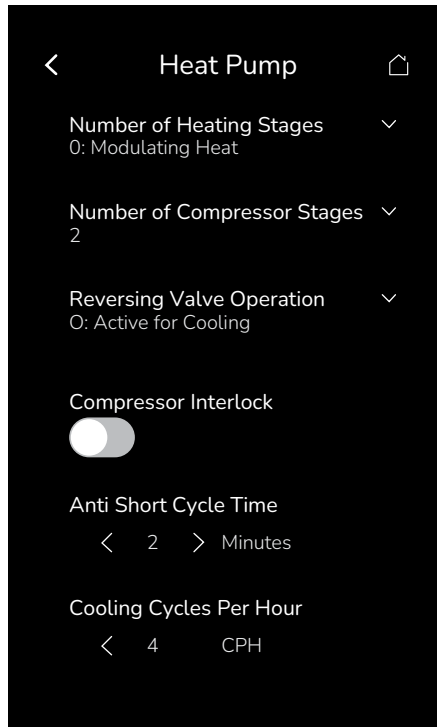 Heat Pump
Number of Heating Stages
0: Modulating Heat
Number of Compressor Stages
2
Reversing Valve Operation
O: Active for Cooling
Compressor Interlock
Anti Short Cycle Time
2 Minutes
Cooling Cycles Per Hour
4 CPH